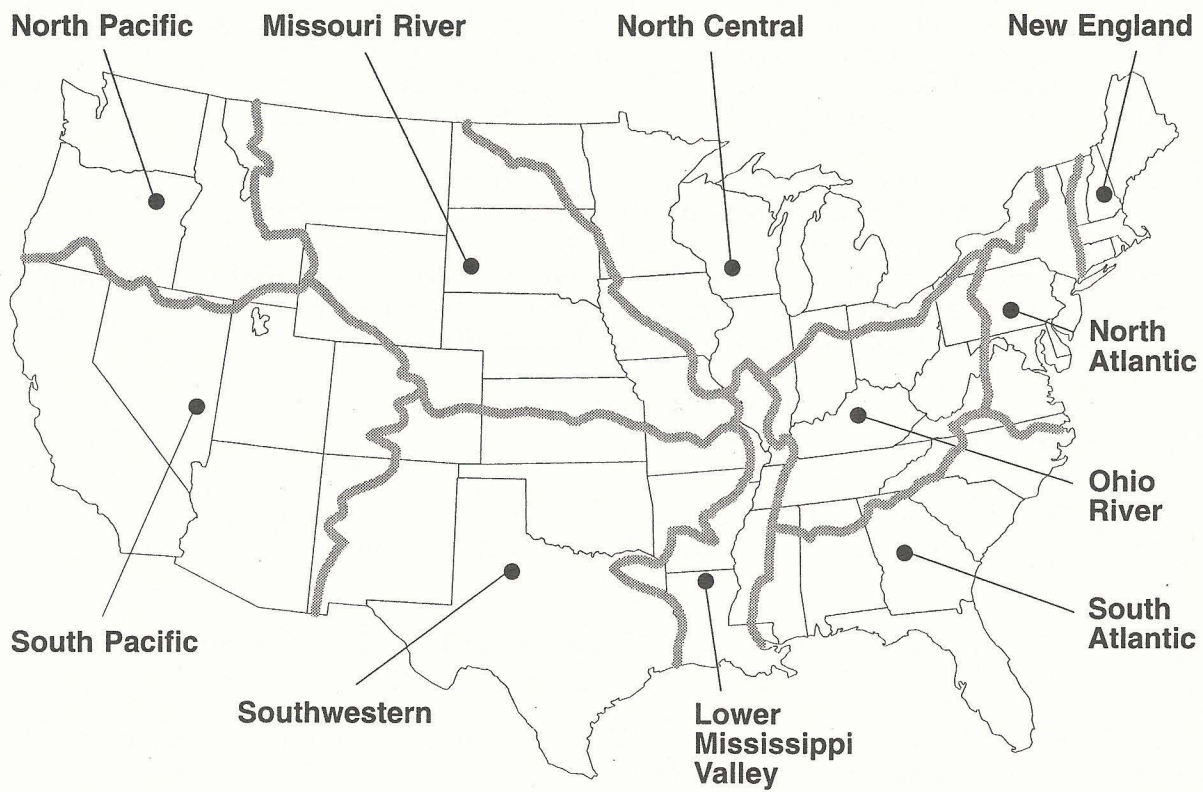 North Pacific
Missouri River
North Central
New England
North
Atlantic
Ohio
River
South
Atlantic
South Pacific
Southwestern
Lower
Mississippi
Valley